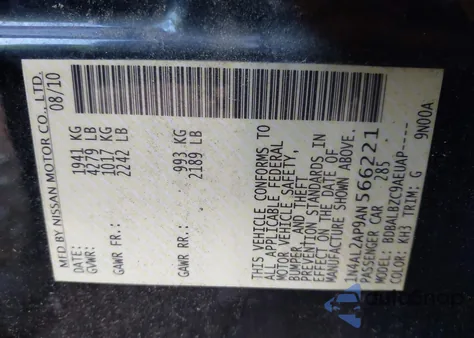 MFD BY NISSAN MOTOR CO., LTD.
DATE: 08/10
GVWR: 1941 KG
4279 LB
GAWR FR.: 1017 KG
2242 LB
GAWR RR.: 993 KG
2189 LB
THIS VEHICLE CONFORMS TO
ALL APPLICABLE FEDERAL
MOTOR VEHICLE SAFETY,
BUMPER, AND THEFT
PREVENTION STANDARDS IN
EFFECT ON THE DATE OF
MANUFACTURE SHOWN ABOVE.
1N4AL2AP9AN566221
PASSENGER CAR 285
MODEL: BDBALBZC9AEUAP----
COLOR: KH3 TRIM: G 9N00A
autosnap